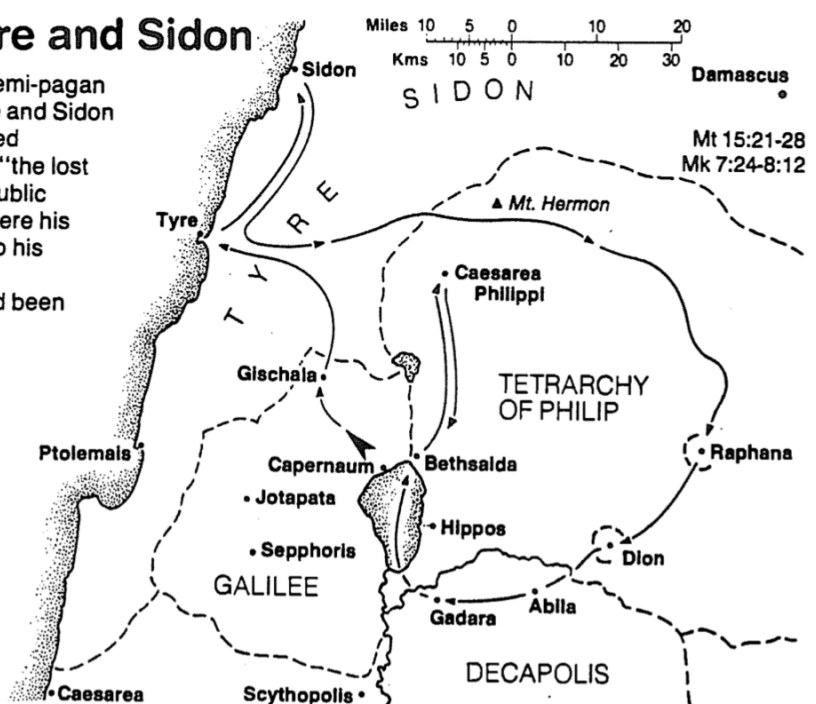 re and Sidon
emi-pagan
e and Sidon
ed
"the lost
ublic
ere his
o his
d been
Miles 10 5 0 10 20
Kms 10 5 0 10 20 30
Sidon
SIDON
Damascus
Mt 15:21-28
Mk 7:24-8:12
Tyre
TYRE
Mt. Hermon
Caesarea
Philippi
Gischala
TETRARCHY
OF PHILIP
Ptolemais
Capernaum
Bethsaida
Raphana
Jotapata
Hippos
Sepphoris
Dion
GALILEE
Gadara
Abila
DECAPOLIS
Caesarea
Scythopolis